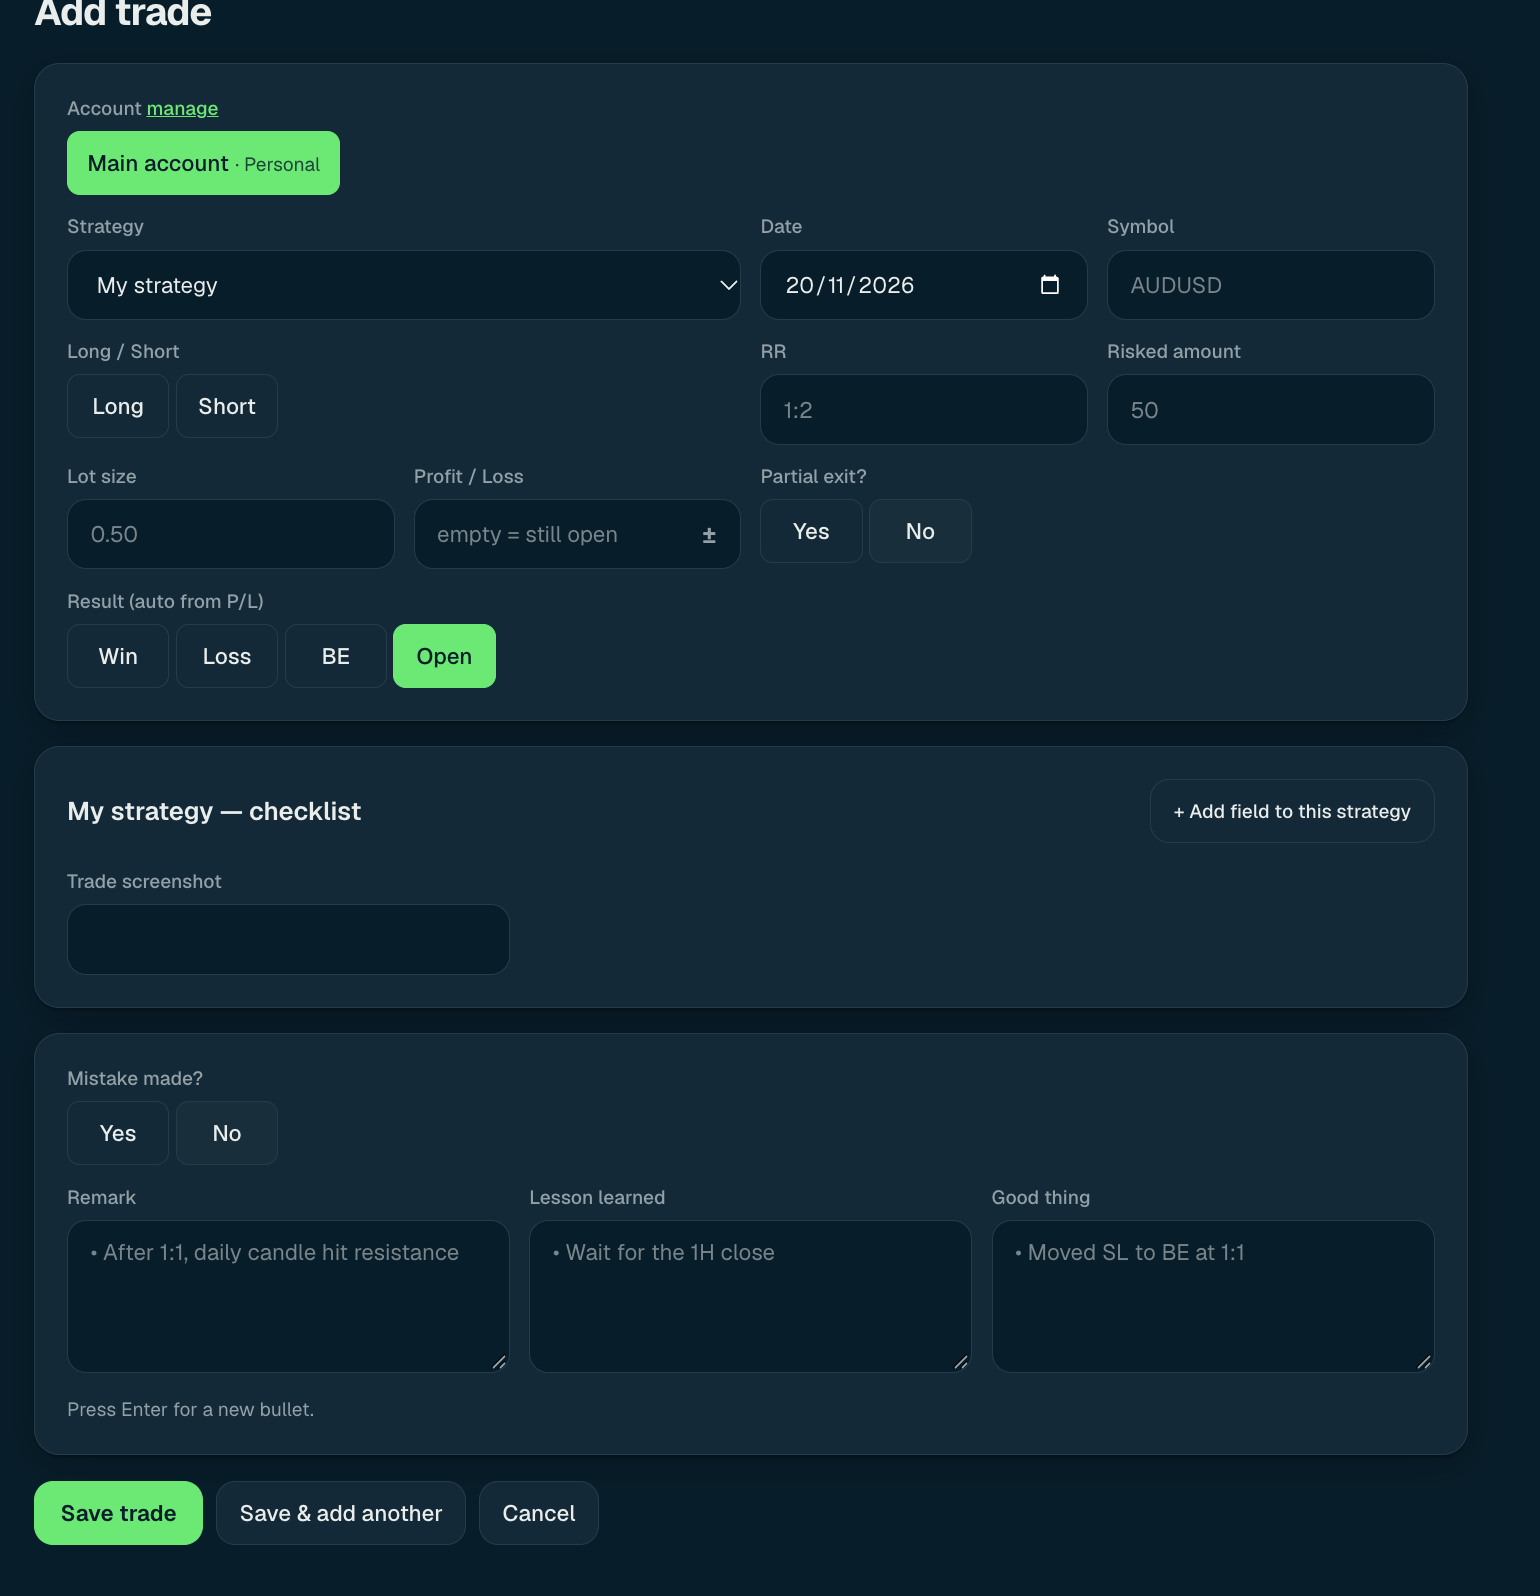 Add trade
Account manage
Main account · Personal
Strategy
Date
Symbol
My strategy
20/11/2026
AUDUSD
Long / Short
RR
Risked amount
Long
Short
1:2
50
Lot size
Profit / Loss
Partial exit?
0.50
empty = still open
±
Yes
No
Result (auto from P/L)
Win
Loss
BE
Open
My strategy — checklist
+ Add field to this strategy
Trade screenshot
Mistake made?
Yes
No
Remark
Lesson learned
Good thing
• After 1:1, daily candle hit resistance
• Wait for the 1H close
• Moved SL to BE at 1:1
Press Enter for a new bullet.
Save trade
Save & add another
Cancel